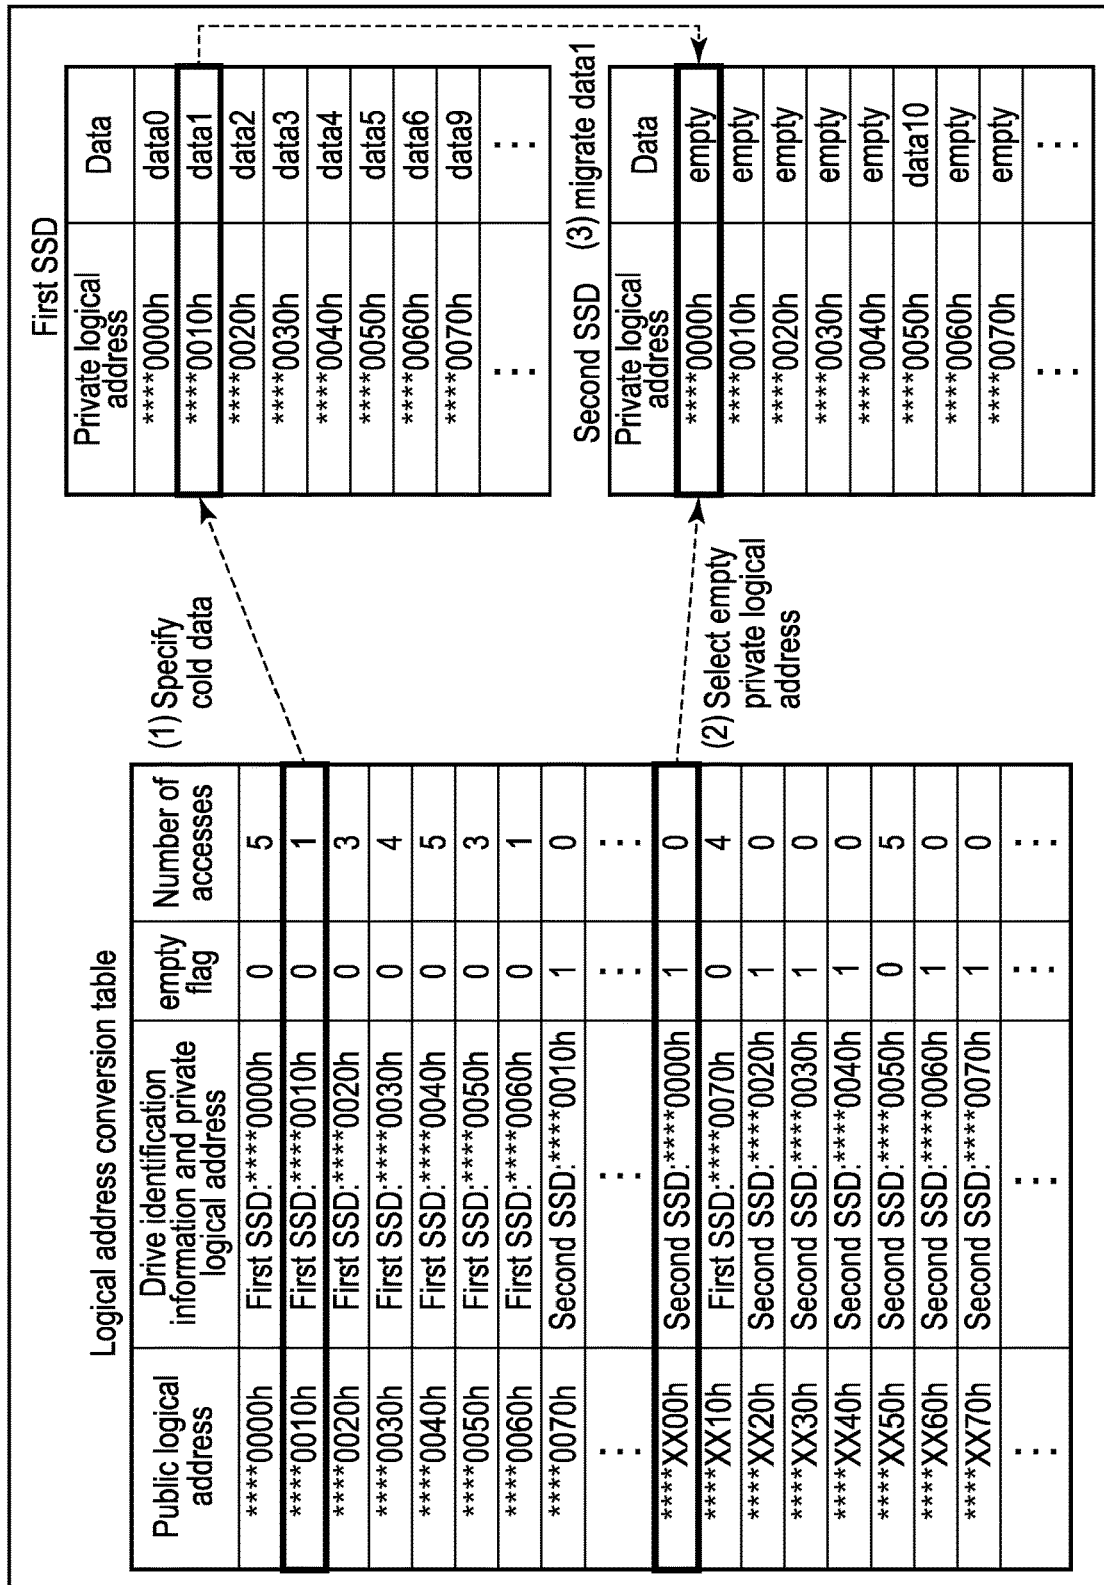 Logical address conversion table
Public logical address | Drive identification information and private logical address | empty flag | Number of accesses
****0000h | First SSD:****0000h | 0 | 5
****0010h | First SSD:****0010h | 0 | 1
****0020h | First SSD:****0020h | 0 | 3
****0030h | First SSD:****0030h | 0 | 4
****0040h | First SSD:****0040h | 0 | 5
****0050h | First SSD:****0050h | 0 | 3
****0060h | First SSD:****0060h | 0 | 1
****0070h | Second SSD:****0010h | 1 | 0
... | ... | ... | ...
****XX00h | Second SSD:****0000h | 1 | 0
****XX10h | First SSD:****0070h | 0 | 4
****XX20h | Second SSD:****0020h | 1 | 0
****XX30h | Second SSD:****0030h | 1 | 0
****XX40h | Second SSD:****0040h | 1 | 0
****XX50h | Second SSD:****0050h | 0 | 5
****XX60h | Second SSD:****0060h | 1 | 0
****XX70h | Second SSD:****0070h | 1 | 0
... | ... | ... | ...
(1) Specify
cold data
(2) Select empty
private logical
address
First SSD
Private logical address | Data
****0000h | data0
****0010h | data1
****0020h | data2
****0030h | data3
****0040h | data4
****0050h | data5
****0060h | data6
****0070h | data9
... | ...
Second SSD
(3) migrate data1
Private logical address | Data
****0000h | empty
****0010h | empty
****0020h | empty
****0030h | empty
****0040h | empty
****0050h | data10
****0060h | empty
****0070h | empty
... | ...